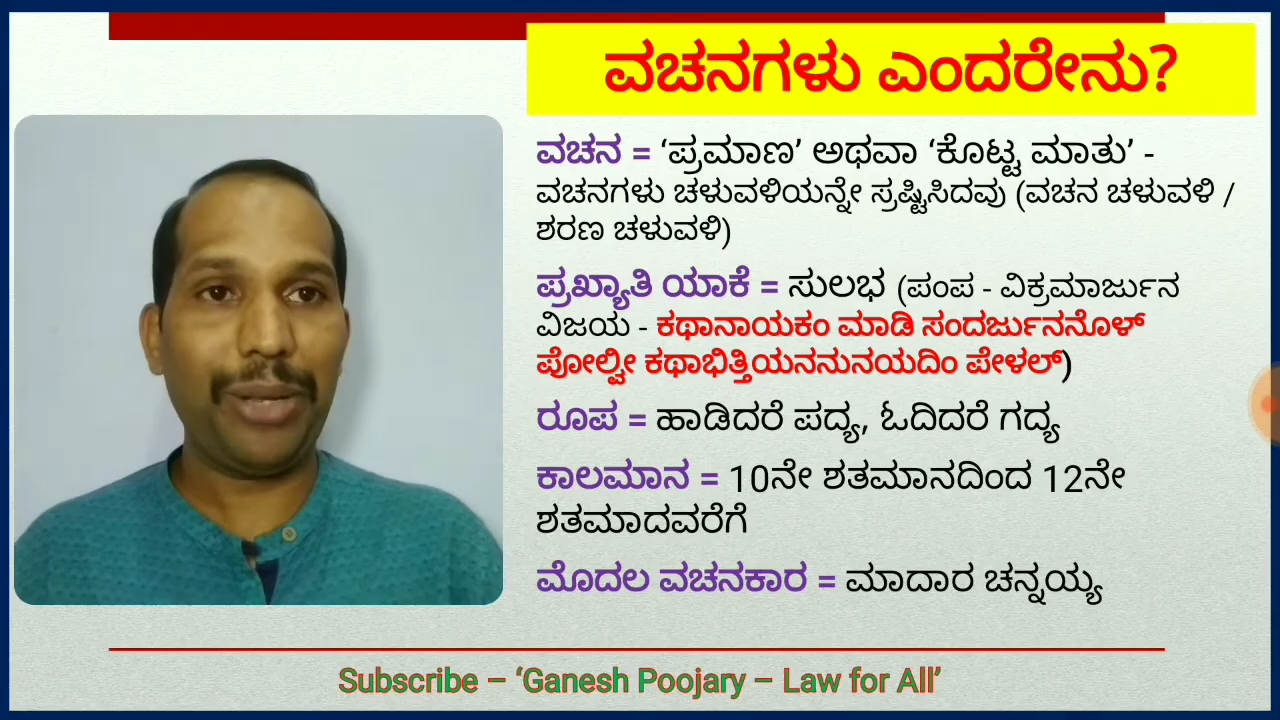 ವಚನಗಳು ಎಂದರೇನು?
ವಚನ = ‘ಪ್ರಮಾಣ’ ಅಥವಾ ‘ಕೊಟ್ಟ ಮಾತು’ -
ವಚನಗಳು ಚಳುವಳಿಯನ್ನೇ ಸ್ರಷ್ಟಿಸಿದವು (ವಚನ ಚಳುವಳಿ /
ಶರಣ ಚಳುವಳಿ)
ಪ್ರಖ್ಯಾತಿ ಯಾಕೆ = ಸುಲಭ (ಪಂಪ - ವಿಕ್ರಮಾರ್ಜುನ
ವಿಜಯ - ಕಥಾನಾಯಕಂ ಮಾಡಿ ಸಂದರ್ಜುನನೊಳ್
ಪೋಲ್ವೀ ಕಥಾಭಿತ್ತಿಯನನುನಯದಿಂ ಪೇಳಲ್)
ರೂಪ = ಹಾಡಿದರೆ ಪದ್ಯ, ಓದಿದರೆ ಗದ್ಯ
ಕಾಲಮಾನ = 10ನೇ ಶತಮಾನದಿಂದ 12ನೇ
ಶತಮಾದವರೆಗೆ
ಮೊದಲ ವಚನಕಾರ = ಮಾದಾರ ಚನ್ನಯ್ಯ
Subscribe – ‘Ganesh Poojary – Law for All’